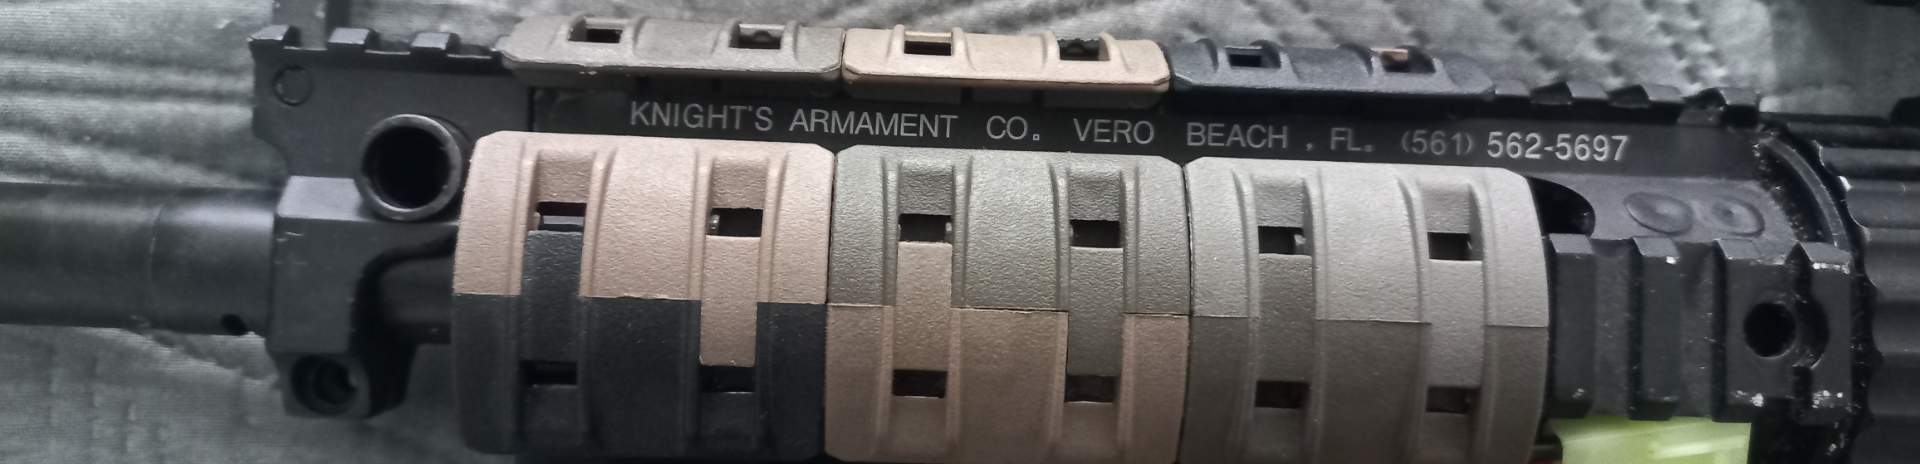 KNIGHT'S ARMAMENT CO. VERO BEACH, FL. (561) 562-5697